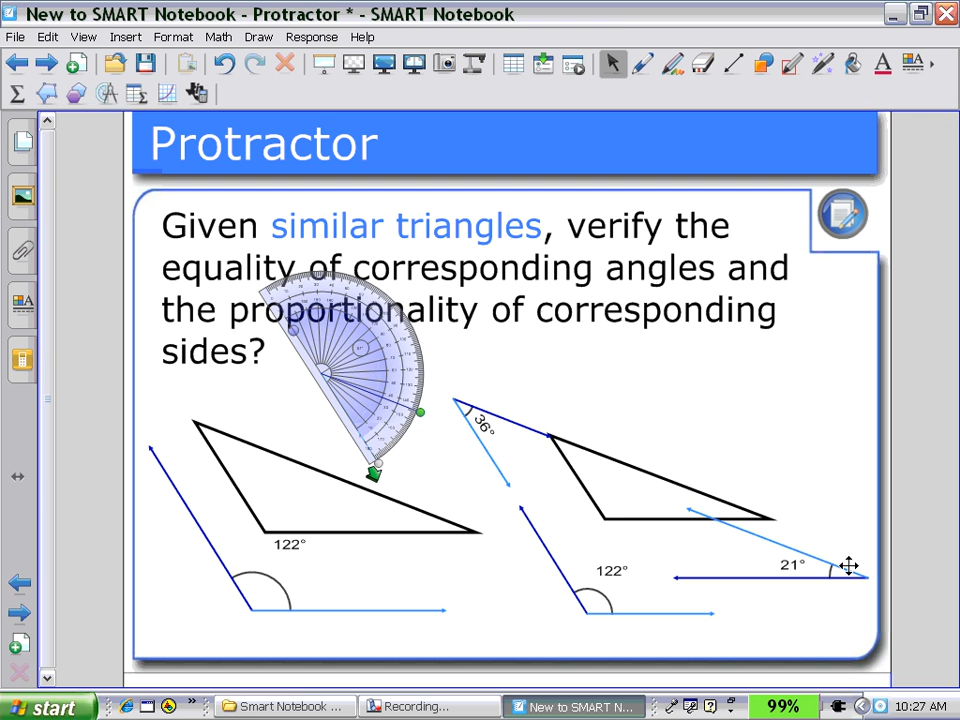 New to SMART Notebook - Protractor * - SMART Notebook
File Edit View Insert Format Math Draw Response Help
Protractor
Given similar triangles, verify the
equality of corresponding angles and
the proportionality of corresponding
sides?
36°
122°
122°
21°
start
Smart Notebook ...
Recording...
New to SMART N...
99%
10:27 AM